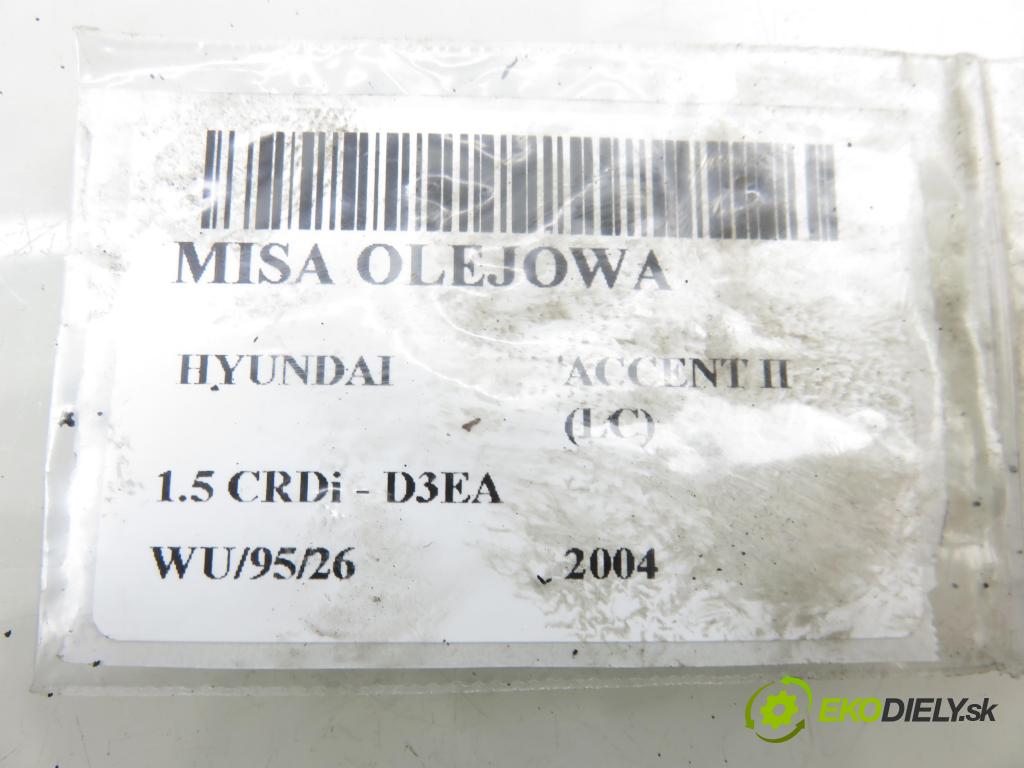 MISA OLEJOWA
HYUNDAI ACCENT II
(LC)
1.5 CRDi - D3EA
WU/95/26 2004
EKODIELY.sk